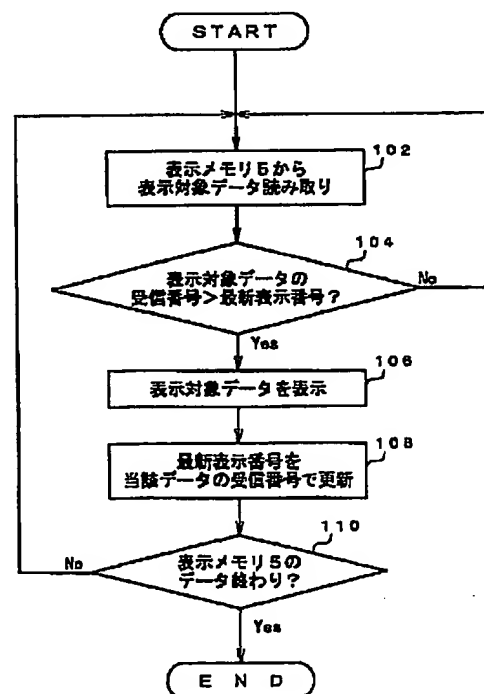 START
102
表示メモリ5から
表示対象データ読み取り
104
表示対象データの
受信番号>最新表示番号?
No
Yes
106
表示対象データを表示
108
最新表示番号を
当該データの受信番号で更新
110
表示メモリ5の
データ終わり?
No
Yes
END